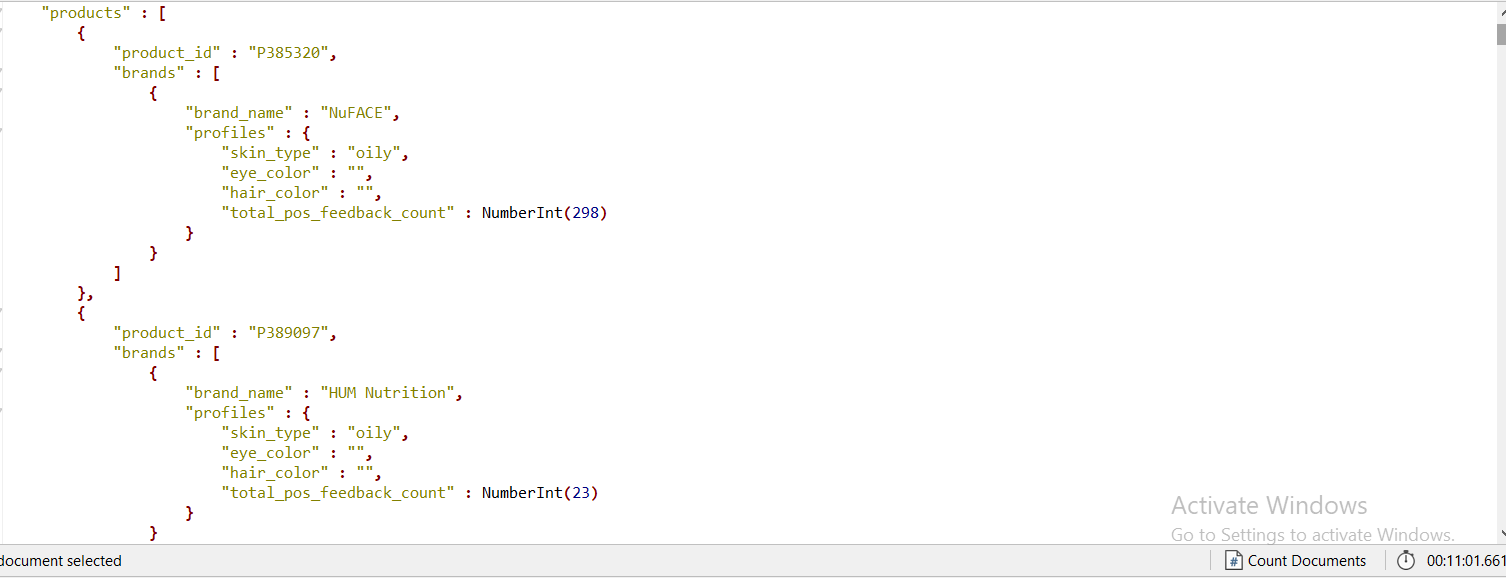 "products" : [
{
"product_id" : "P385320",
"brands" : [
{
"brand_name" : "NuFACE",
"profiles" : {
"skin_type" : "oily",
"eye_color" : "",
"hair_color" : "",
"total_pos_feedback_count" : NumberInt(298)
}
}
]
},
{
"product_id" : "P389097",
"brands" : [
{
"brand_name" : "HUM Nutrition",
"profiles" : {
"skin_type" : "oily",
"eye_color" : "",
"hair_color" : "",
"total_pos_feedback_count" : NumberInt(23)
}
}
Activate Windows
Go to Settings to activate Windows.
document selected
# Count Documents 00:11:01.661